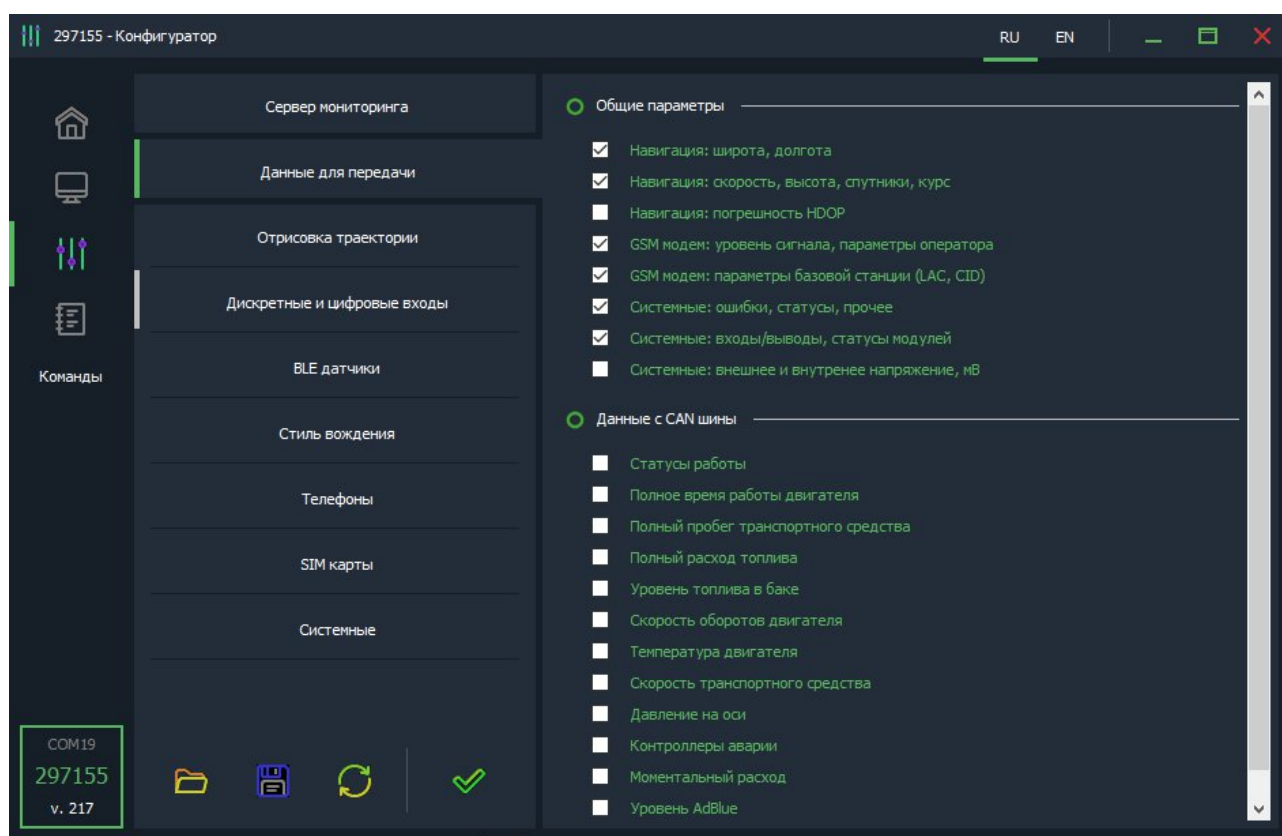 297155 - Конфигуратор
RU
EN
Команды
COM19
297155
v. 217
Сервер мониторинга
Данные для передачи
Отрисовка траектории
Дискретные и цифровые входы
BLE датчики
Стиль вождения
Телефоны
SIM карты
Системные
Общие параметры
Навигация: широта, долгота
Навигация: скорость, высота, спутники, курс
Навигация: погрешность HDOP
GSM модем: уровень сигнала, параметры оператора
GSM модем: параметры базовой станции (LAC, CID)
Системные: ошибки, статусы, прочее
Системные: входы/выводы, статусы модулей
Системные: внешнее и внутренее напряжение, мВ
Данные с CAN шины
Статусы работы
Полное время работы двигателя
Полный пробег транспортного средства
Полный расход топлива
Уровень топлива в баке
Скорость оборотов двигателя
Температура двигателя
Скорость транспортного средства
Давление на оси
Контроллеры аварии
Моментальный расход
Уровень AdBlue